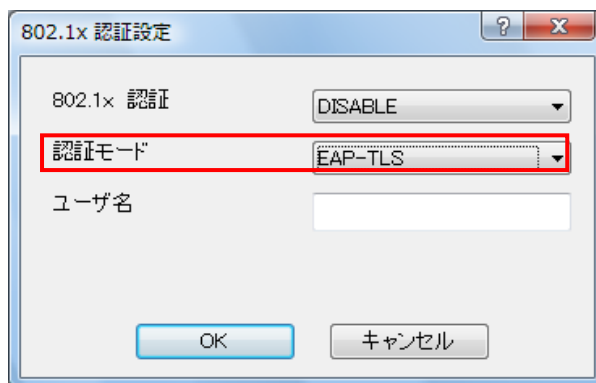 802.1x 認証設定
802.1x 認証 DISABLE
認証モード EAP-TLS
ユーザ名
OK キャンセル